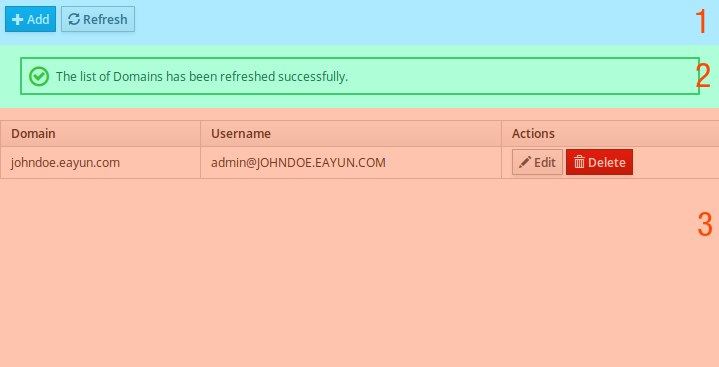 Add Refresh 1
The list of Domains has been refreshed successfully. 2
Domain Username Actions
johndoe.eayun.com admin@JOHNDOE.EAYUN.COM Edit Delete
3